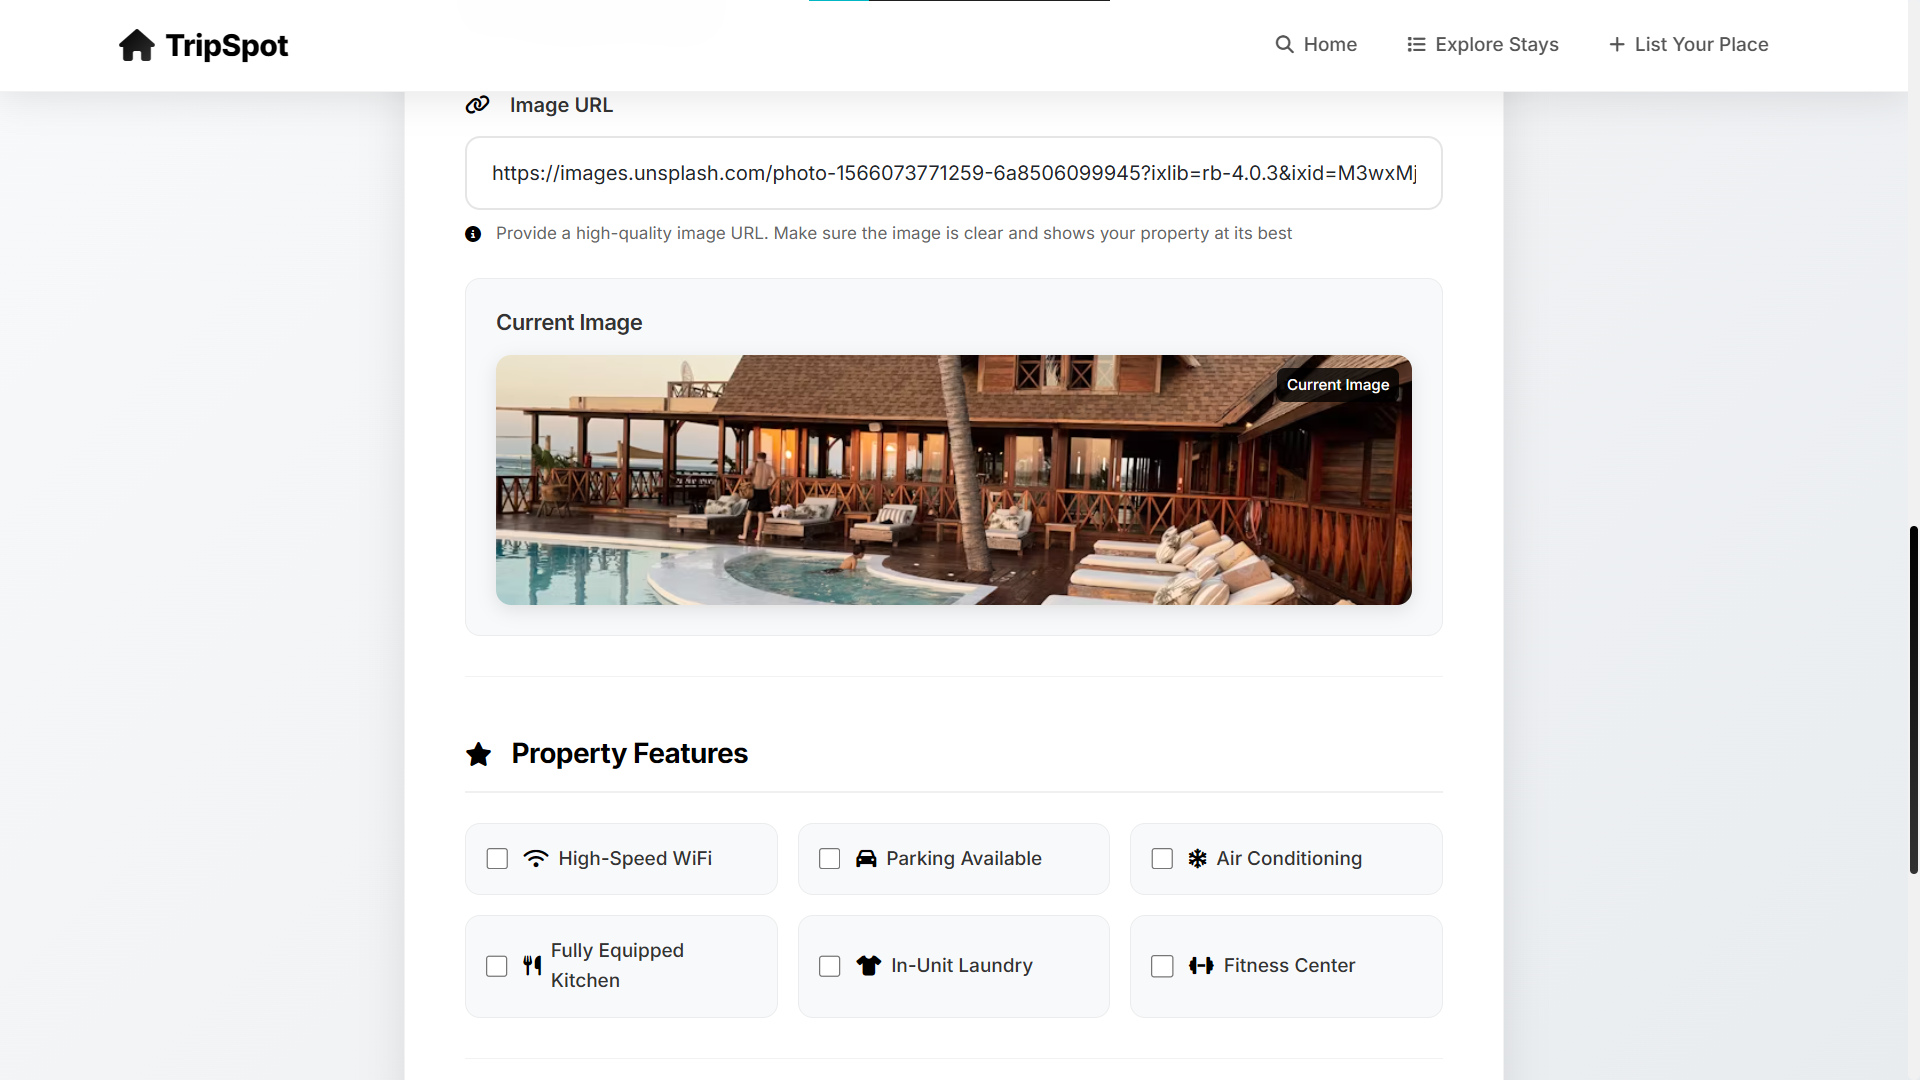 TripSpot
Home
Explore Stays
List Your Place
Image URL
https://images.unsplash.com/photo-1566073771259-6a8506099945?ixlib=rb-4.0.3&ixid=M3wxMj
Provide a high-quality image URL. Make sure the image is clear and shows your property at its best
Current Image
Current Image
Property Features
High-Speed WiFi
Parking Available
Air Conditioning
Fully Equipped
Kitchen
In-Unit Laundry
Fitness Center